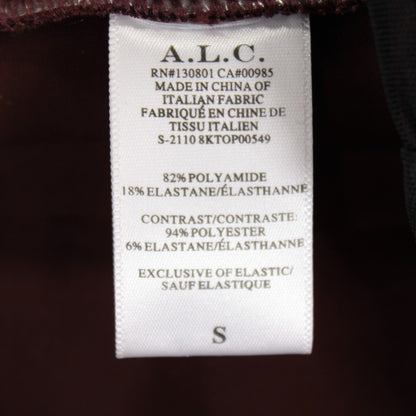 A.L.C.
RN#130801 CA#00985
MADE IN CHINA OF
ITALIAN FABRIC
FABRIQUÉ EN CHINE DE
TISSU ITALIEN
S-2110 8KTOP00549
82% POLYAMIDE
18% ELASTANE/ÉLASTHANNE
CONTRAST/CONTRASTE:
94% POLYESTER
6% ELASTANE/ÉLASTHANNE
EXCLUSIVE OF ELASTIC/
SAUF ELASTIQUE
S